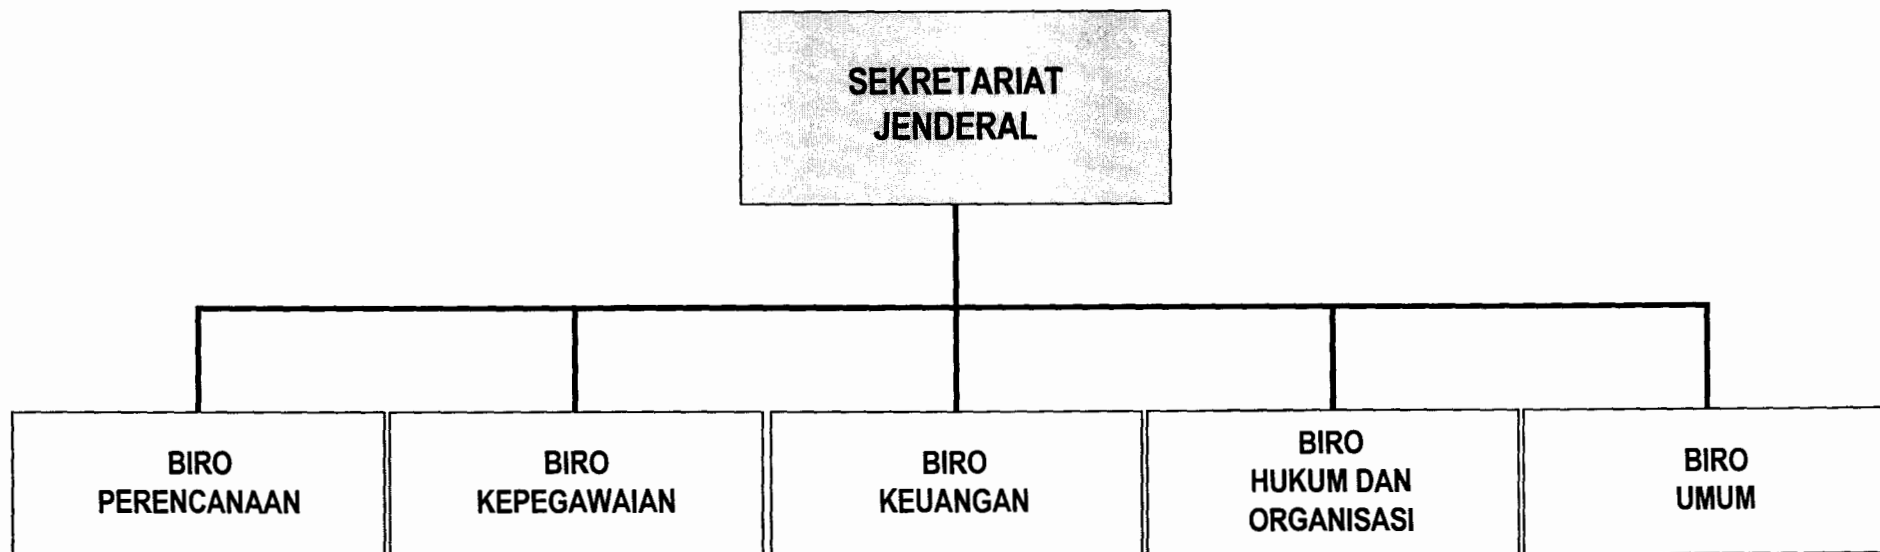 SEKRETARIAT
JENDERAL
BIRO
PERENCANAAN
BIRO
KEPEGAWAIAN
BIRO
KEUANGAN
BIRO
HUKUM DAN
ORGANISASI
BIRO
UMUM